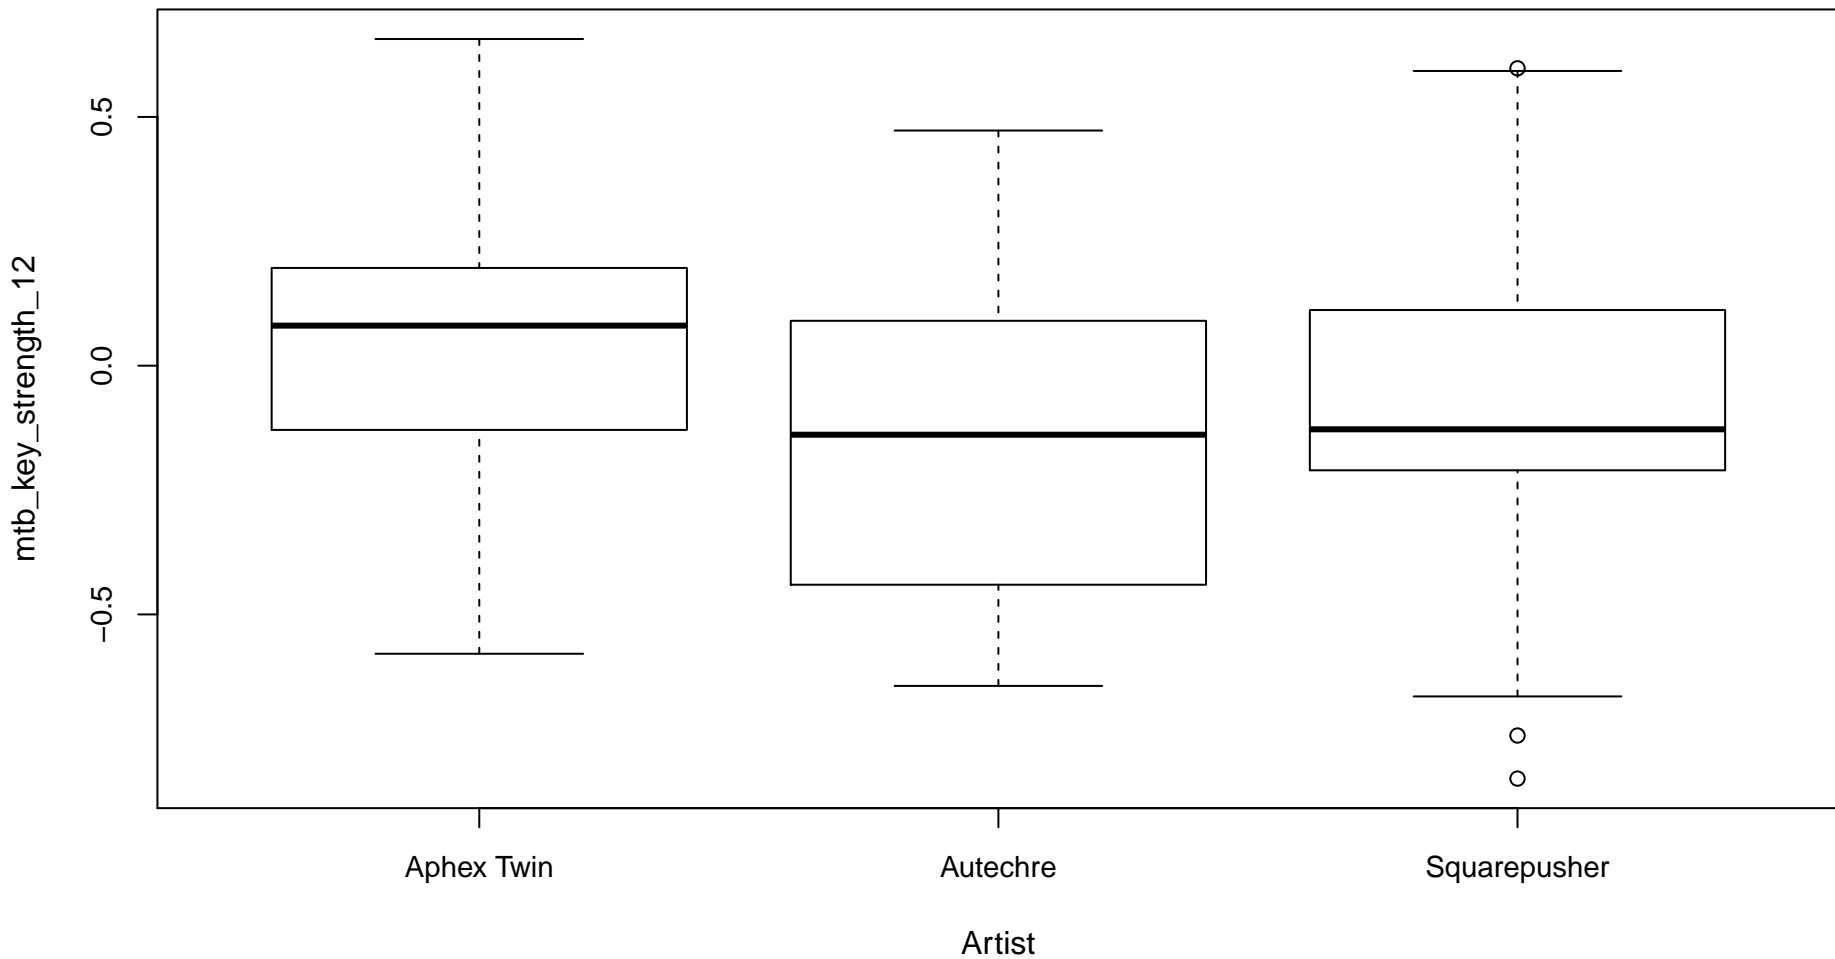 mtb_key_strength_12
0.5
0.0
−0.5
Aphex Twin
Autechre
Squarepusher
Artist